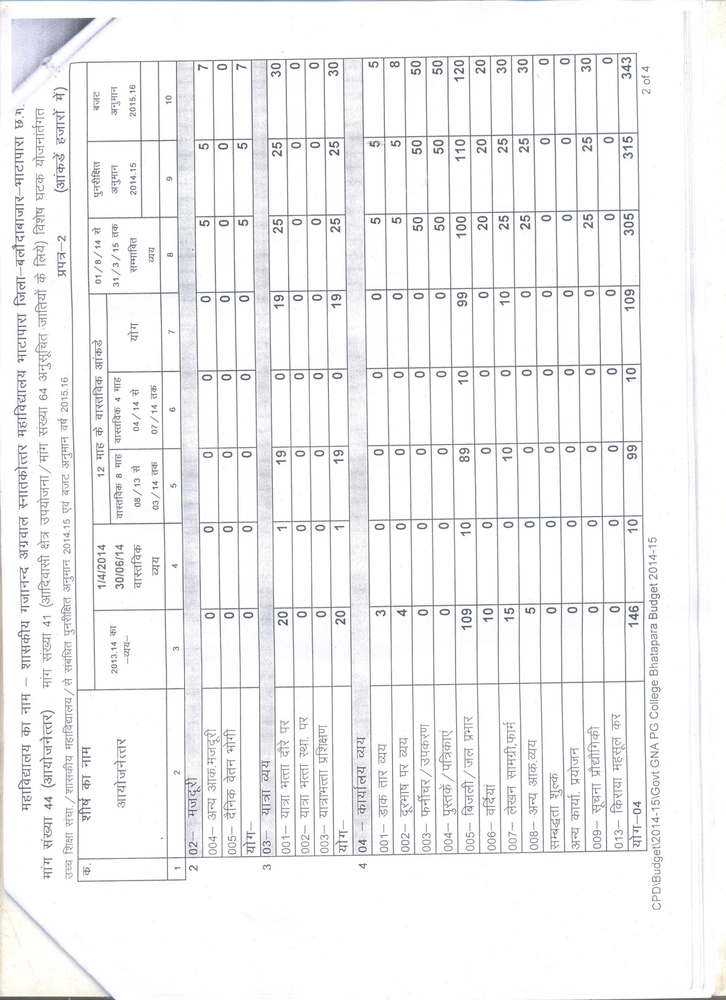 महाविद्यालय का नाम – शासकीय गजानन्द अग्रवाल स्नातकोत्तर महाविद्यालय भाटापारा जिला–बलौदाबाजार–भाटापारा छ.ग.
मांग संख्या 44 (आयोजनेत्तर) मांग संख्या 41 (आदिवासी क्षेत्र उपयोजना/मांग संख्या 64 अनुसूचित जातियों के लिये) विशेष घटक योजनांर्तगत
उच्च शिक्षा संचा./शासकीय महाविद्यालय/से संबंधित पुनरीक्षित अनुमान 2014.15 एवं बजट अनुमान वर्ष 2015.16 प्रपत्र–2 (आंकडें हजारों में)
क. शीर्ष का नाम 1/4/2014 12 माह के वास्तविक आंकडे 01/8/14 से पुनरीक्षित बजट
आयोजनेत्तर 2013.14 का 30/06/14 वास्तविक 8 माह वास्तविक 4 माह योग 31/3/15 तक अनुमान अनुमान
–व्यय– वास्तविक 08/13 से 04/14 से सम्भावित 2014.15 2015.16
व्यय 03/14 तक 07/14 तक व्यय
1 2 3 4 5 6 7 8 9 10
2 02– मजदूरी
004– अन्य आक.मजदूरी 0 0 0 0 0 5 5 7
005– दैनिक वेतन भोगी 0 0 0 0 0 0 0 0
योग– 0 0 0 0 0 5 5 7
3 03– यात्रा व्यय
001– यात्रा भत्ता दौरे पर 20 1 19 0 19 25 25 30
002– यात्रा भत्ता स्था. पर 0 0 0 0 0 0 0 0
003– यात्राभत्ता प्रशिक्षण 0 0 0 0 0 0 0 0
योग– 20 1 19 0 19 25 25 30
4 04 – कार्यालय व्यय
001– डाक तार व्यय 3 0 0 0 0 5 5 5
002– दूरभाष पर व्यय 4 0 0 0 0 5 5 8
003– फर्नीचर/उपकरण 0 0 0 0 0 50 50 50
004– पुस्तकें/पत्रिकाएं 0 0 0 0 0 50 50 50
005– बिजली/जल प्रभार 109 10 89 10 99 100 110 120
006– वर्दियां 10 0 0 0 0 20 20 20
007– लेखन सामग्री,फार्म 15 0 10 0 10 25 25 30
008– अन्य आक.व्यय 5 0 0 0 0 25 25 30
सम्बद्धता शुल्क 0 0 0 0 0 0 0 0
अन्य कार्या. प्रयोजन 0 0 0 0 0 0 0 0
009– सूचना प्रौद्यौगिकी 0 0 0 0 0 25 25 30
013– किराया महसूल कर 0 0 0 0 0 0 0 0
योग–04 146 10 99 10 109 305 315 343
CPD\Budget\2014-15\Govt GNA PG College Bhatapara Budget 2014-15 2 of 4